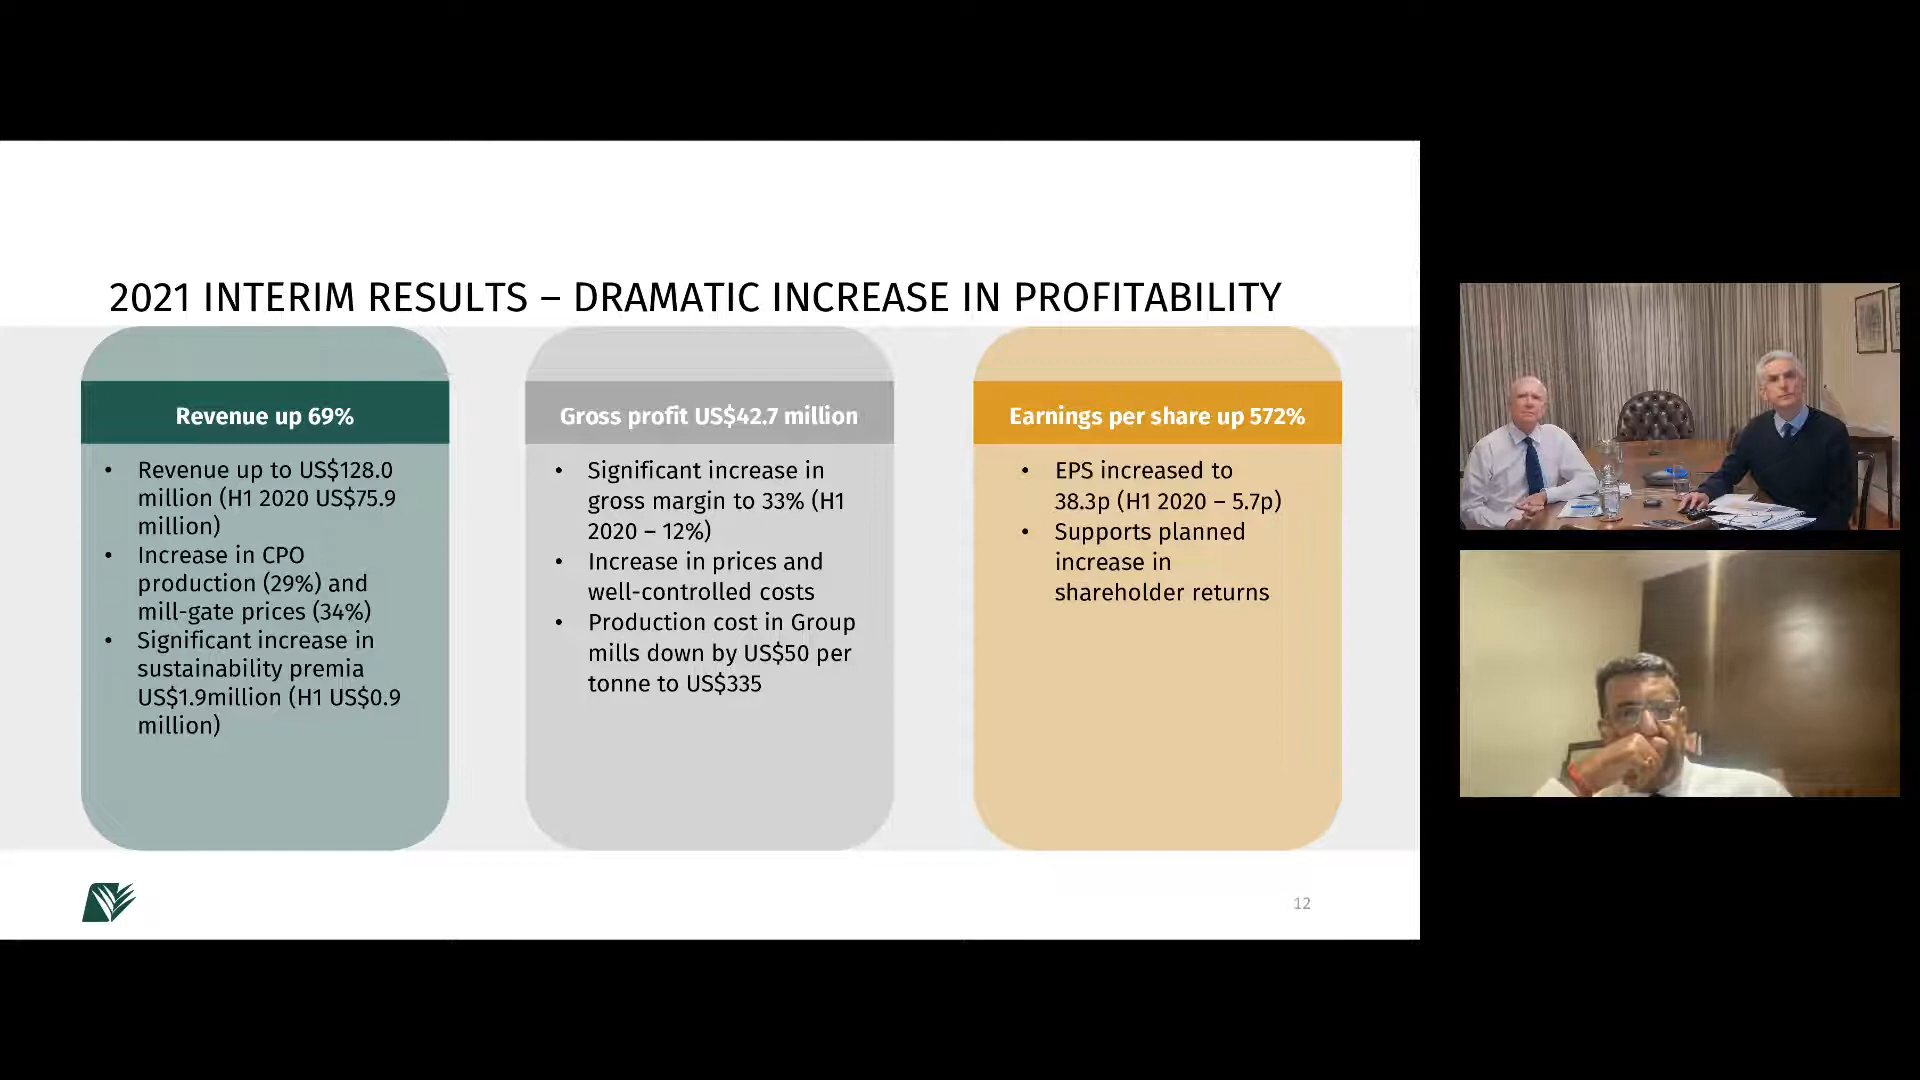 2021 INTERIM RESULTS – DRAMATIC INCREASE IN PROFITABILITY
Revenue up 69%
• Revenue up to US$128.0
million (H1 2020 US$75.9
million)
• Increase in CPO
production (29%) and
mill-gate prices (34%)
• Significant increase in
sustainability premia
US$1.9million (H1 US$0.9
million)
Gross profit US$42.7 million
• Significant increase in
gross margin to 33% (H1
2020 – 12%)
• Increase in prices and
well-controlled costs
• Production cost in Group
mills down by US$50 per
tonne to US$335
Earnings per share up 572%
• EPS increased to
38.3p (H1 2020 – 5.7p)
• Supports planned
increase in
shareholder returns
12